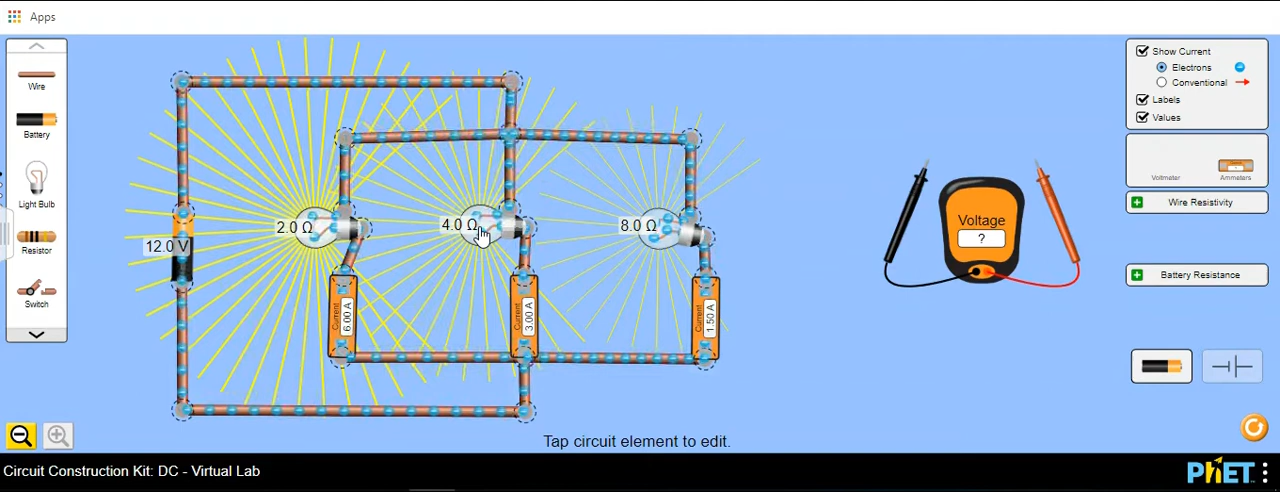 Apps
Wire
Battery
Light Bulb
Resistor
Switch
12.0 V
2.0 Ω
4.0 Ω
8.0 Ω
Current
6.00 A
Current
3.00 A
Current
1.50 A
Tap circuit element to edit.
Voltage
?
Show Current
Electrons
Conventional
Labels
Values
Voltmeter
Ammeters
Wire Resistivity
Battery Resistance
Circuit Construction Kit: DC - Virtual Lab
PhET